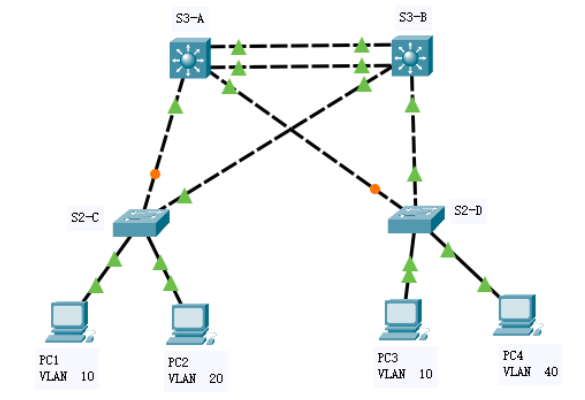 S3-A
S3-B
S2-C
S2-D
PC1
VLAN 10
PC2
VLAN 20
PC3
VLAN 10
PC4
VLAN 40